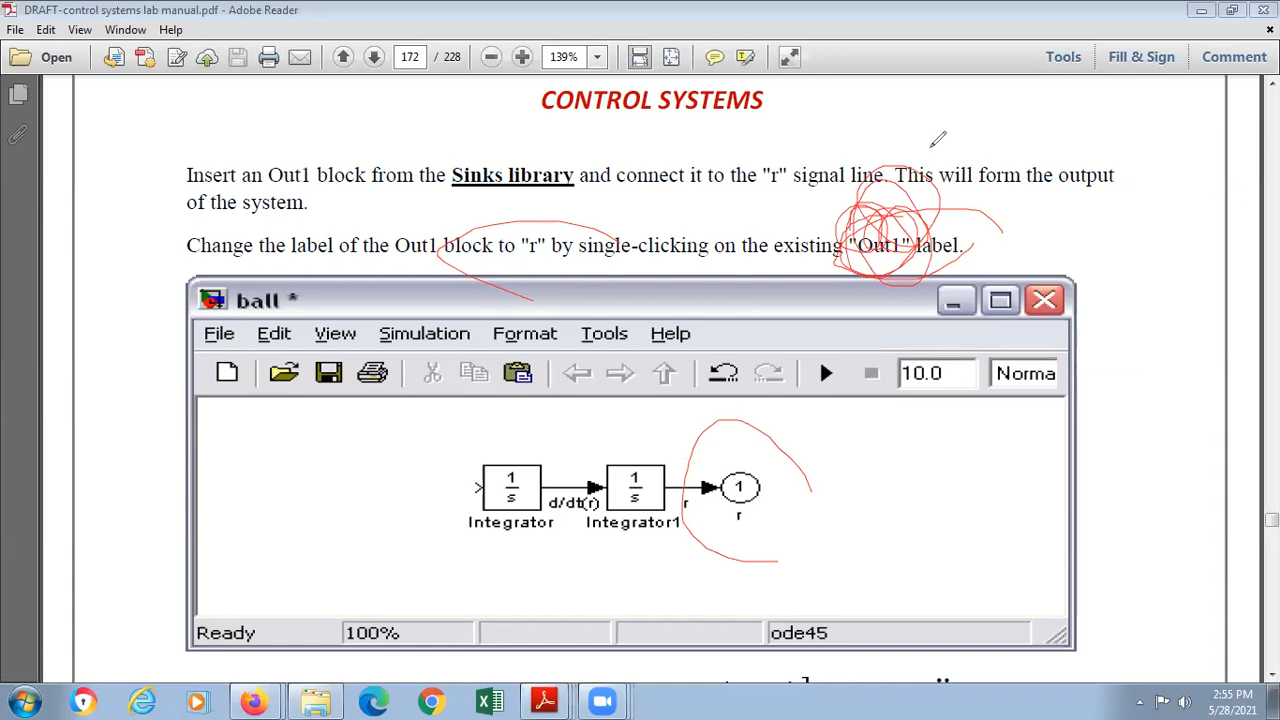 DRAFT-control systems lab manual.pdf - Adobe Reader
File Edit View Window Help
Open 172 / 228 139% Tools Fill & Sign Comment
CONTROL SYSTEMS
Insert an Out1 block from the Sinks library and connect it to the "r" signal line. This will form the output
of the system.
Change the label of the Out1 block to "r" by single-clicking on the existing "Out1" label.
ball *
File Edit View Simulation Format Tools Help
10.0 Norma
1 1
s s 1
d/dt(r) r
r
Integrator Integrator1
Ready 100% ode45
2:55 PM
5/28/2021